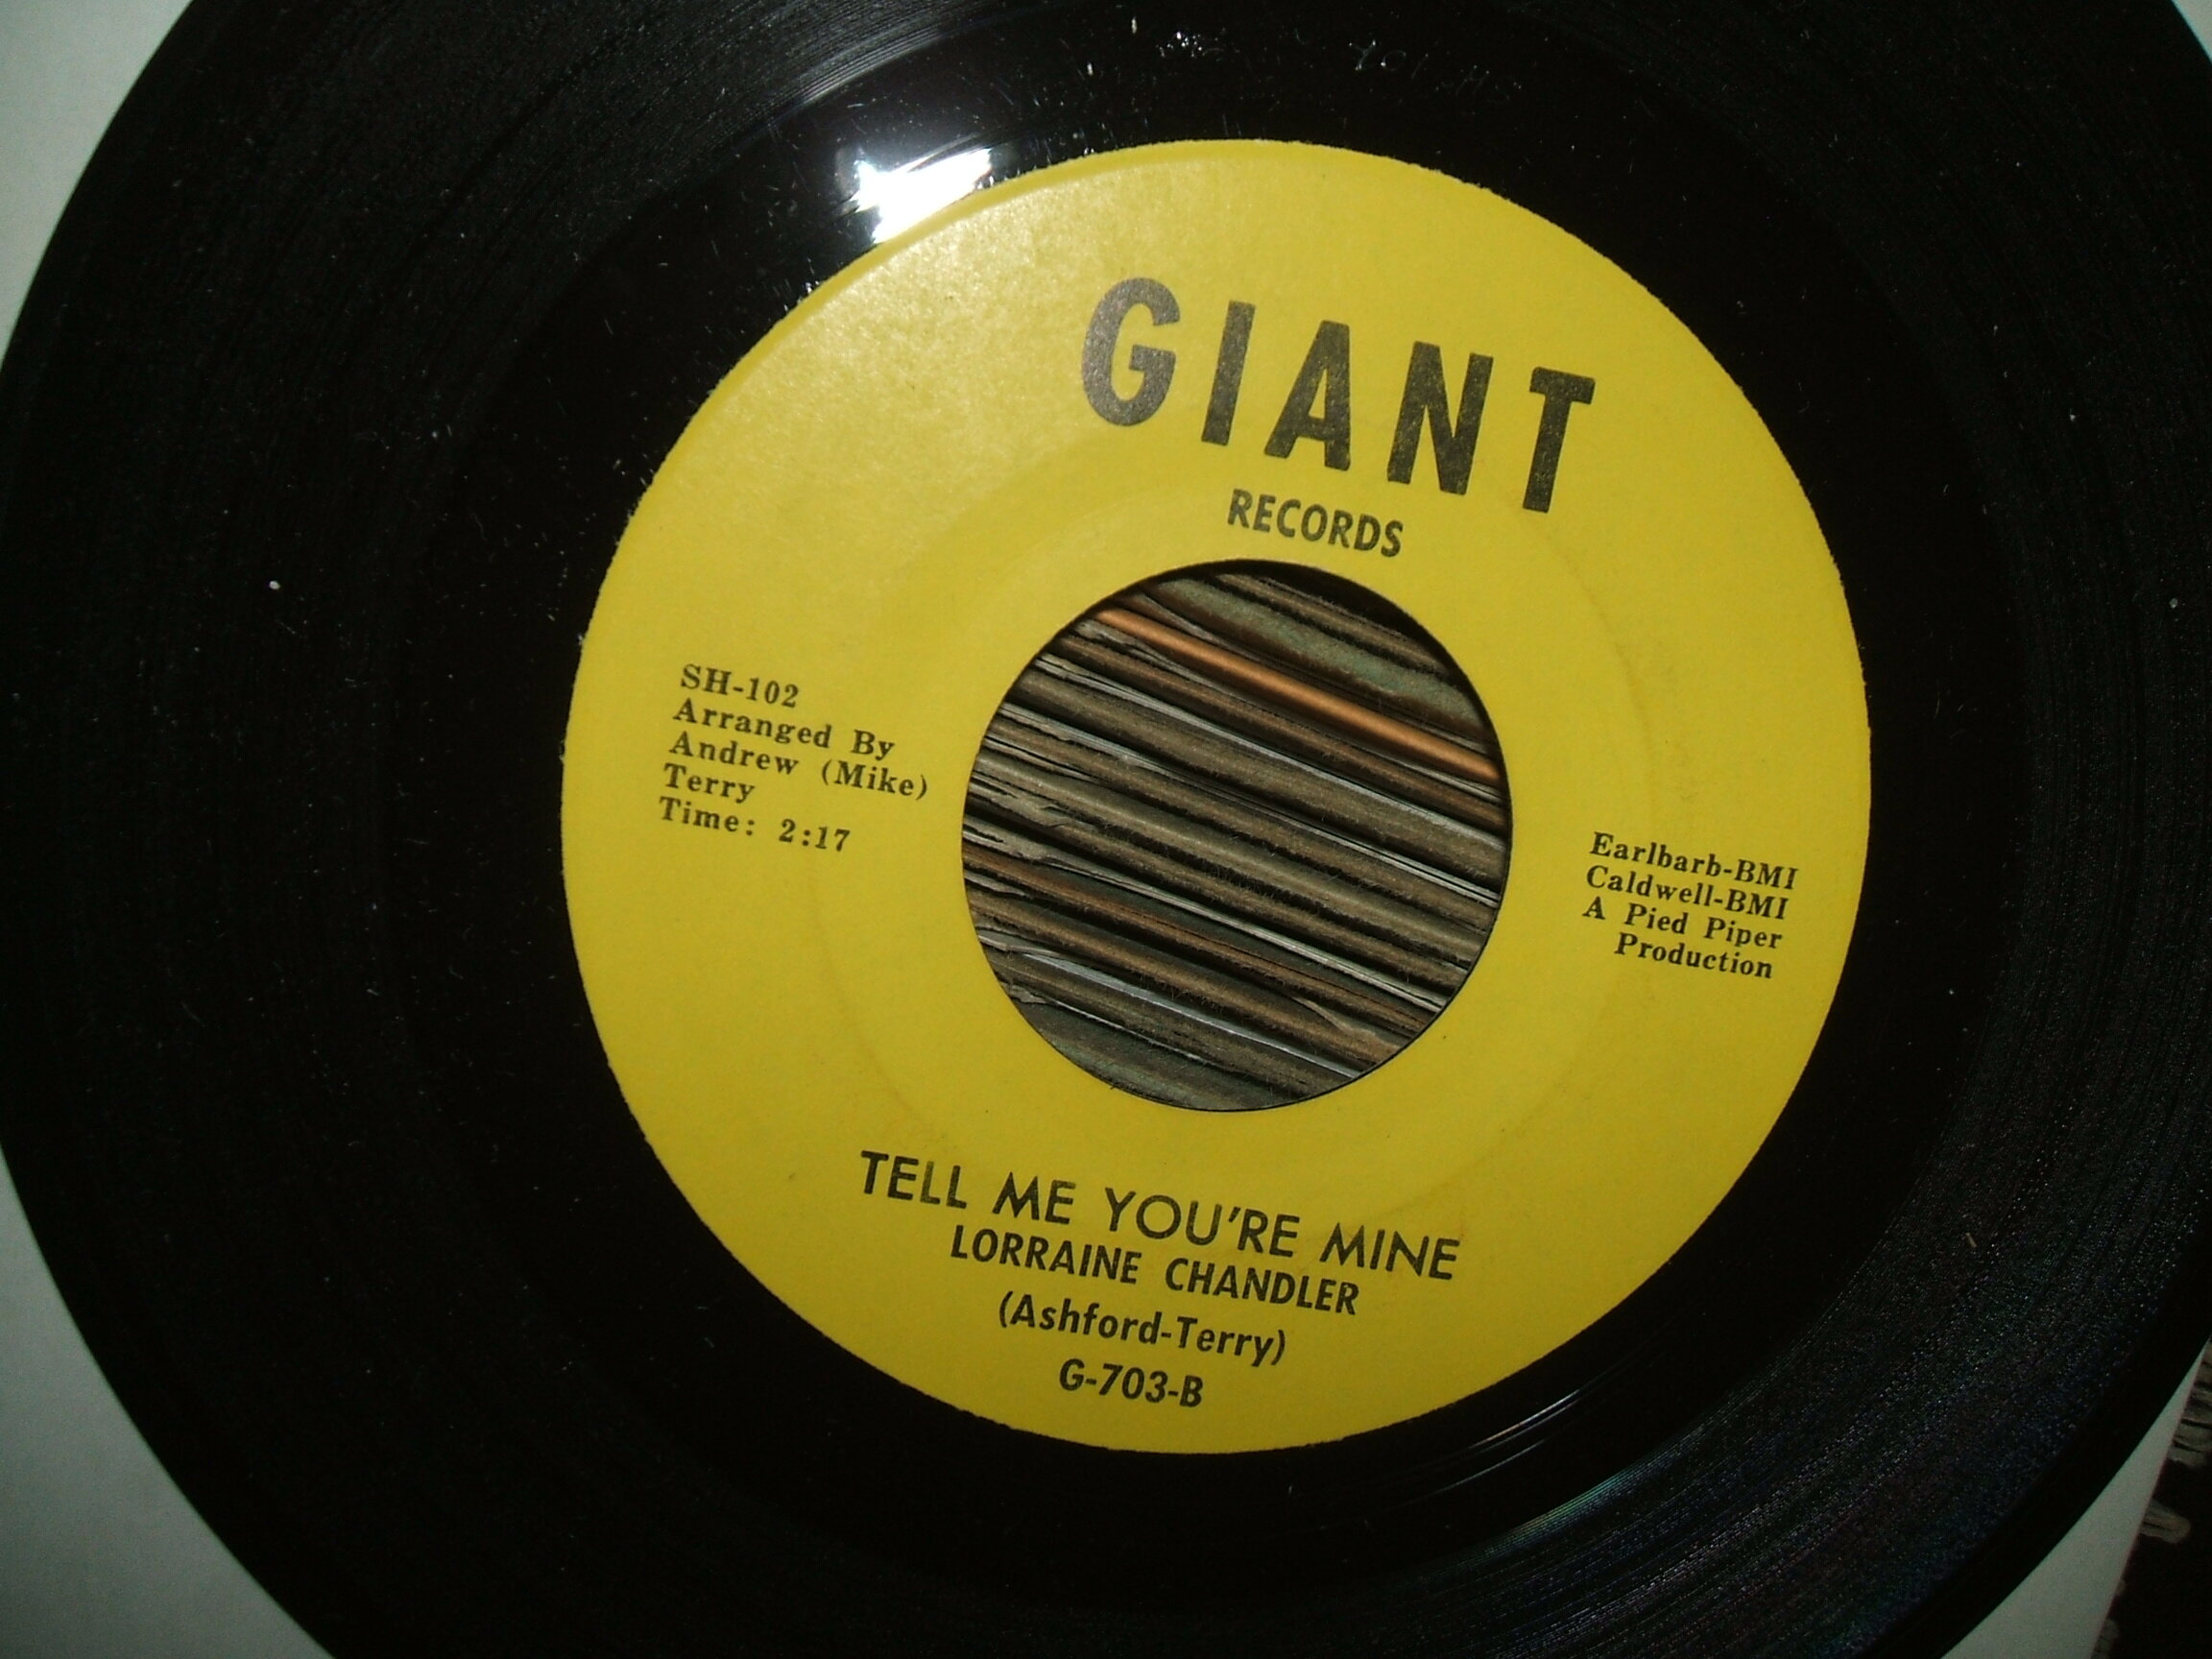 GIANT
RECORDS
SH-102
Arranged By
Andrew (Mike)
Terry
Time: 2:17
Earlbarb-BMI
Caldwell-BMI
A Pied Piper
Production
TELL ME YOU'RE MINE
LORRAINE CHANDLER
(Ashford-Terry)
G-703-B